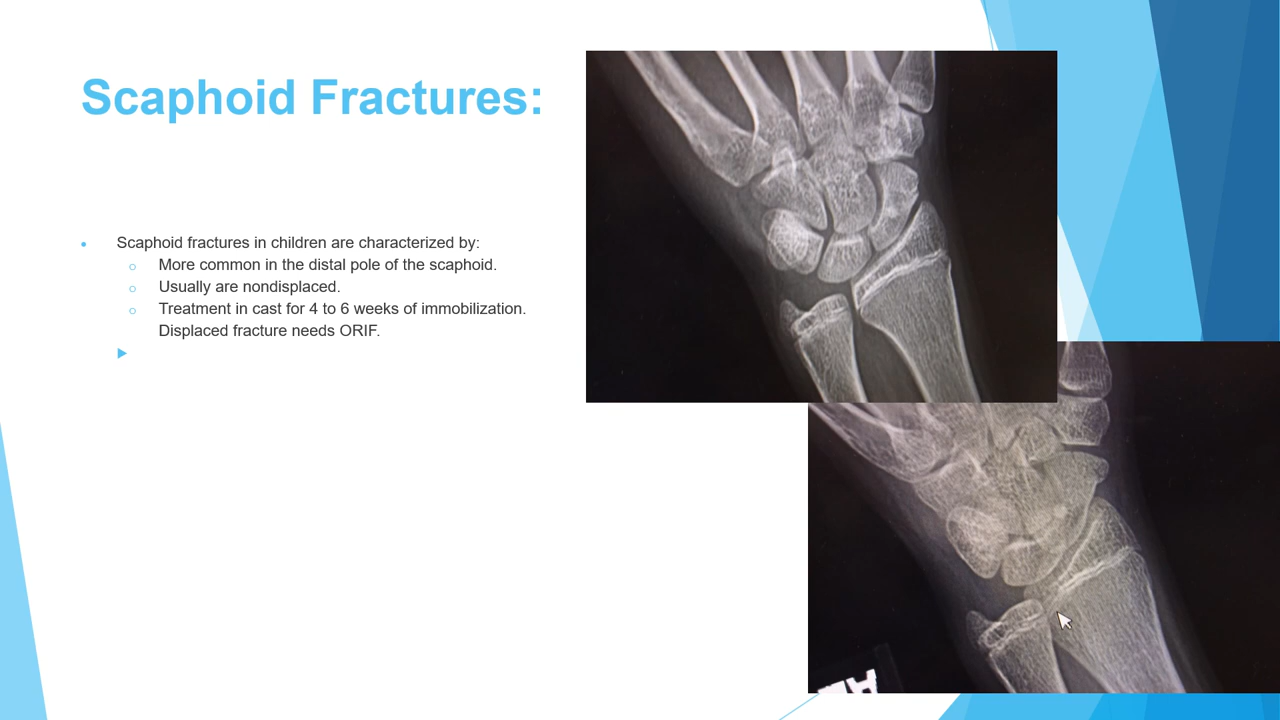 Scaphoid Fractures:
Scaphoid fractures in children are characterized by:
More common in the distal pole of the scaphoid.
Usually are nondisplaced.
Treatment in cast for 4 to 6 weeks of immobilization.
Displaced fracture needs ORIF.